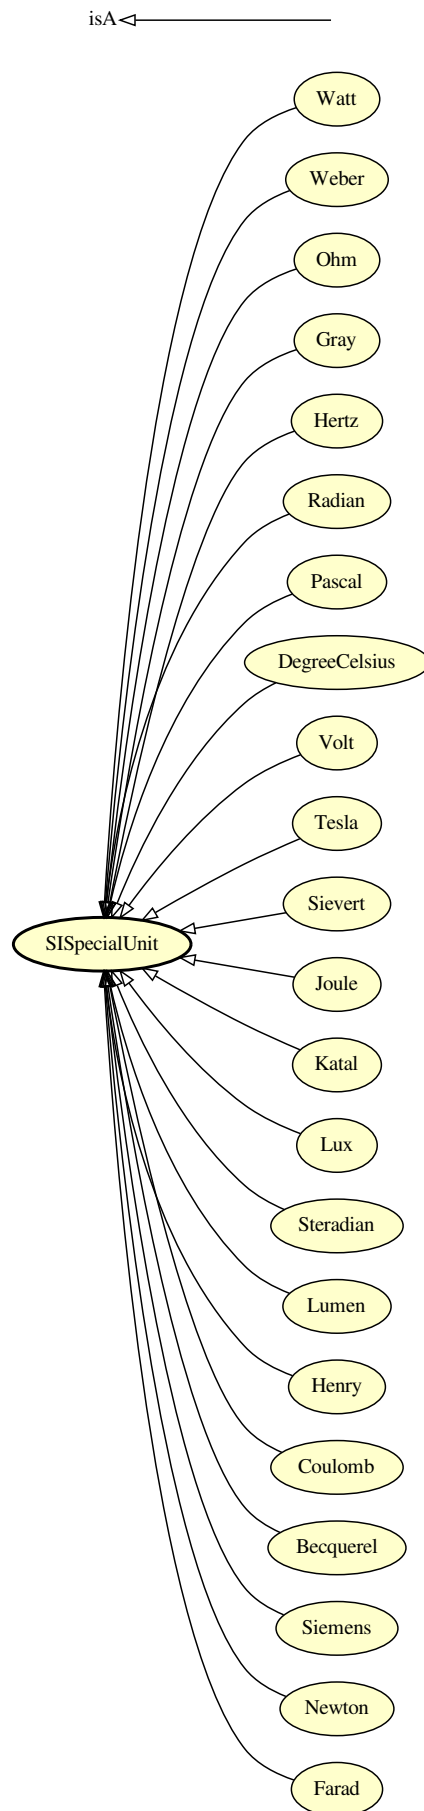 isA
Watt
Weber
Ohm
Gray
Hertz
Radian
Pascal
DegreeCelsius
Volt
Tesla
Sievert
SISpecialUnit
Joule
Katal
Lux
Steradian
Lumen
Henry
Coulomb
Becquerel
Siemens
Newton
Farad